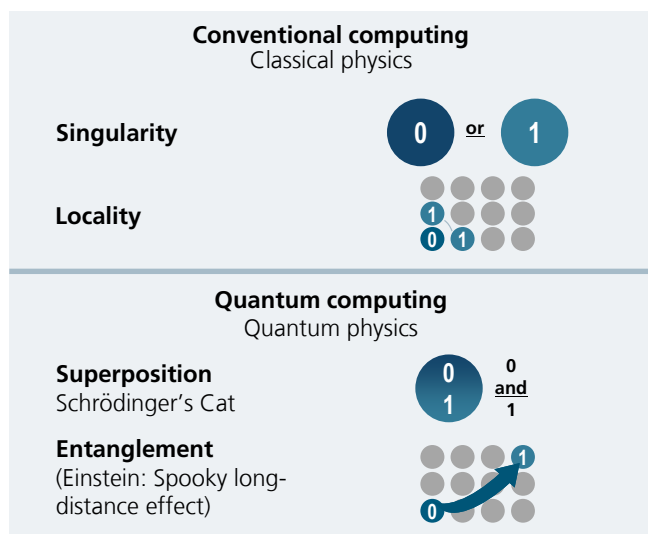 Conventional computing
Classical physics
Singularity
0 or 1
Locality
1
0 1
Quantum computing
Quantum physics
Superposition
Schrödinger's Cat
0
1
0
and
1
Entanglement
(Einstein: Spooky long-
distance effect)
1
0